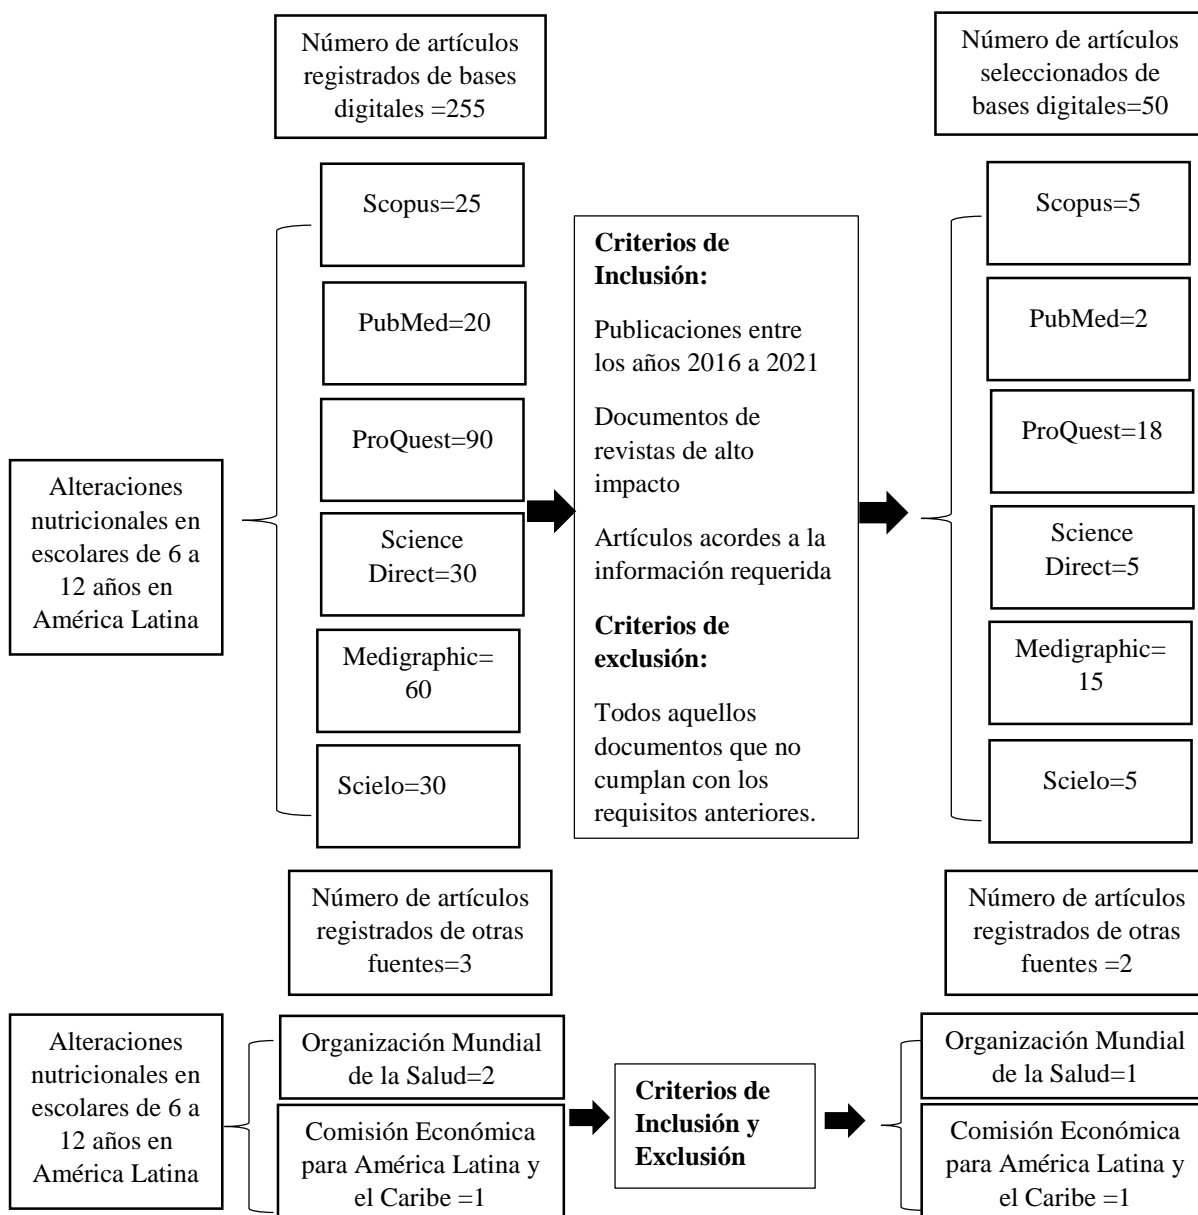 Número de artículos
registrados de bases
digitales =255
Número de artículos
seleccionados de
bases digitales=50
Alteraciones
nutricionales en
escolares de 6 a
12 años en
América Latina
Scopus=25
PubMed=20
ProQuest=90
Science
Direct=30
Medigraphic=
60
Scielo=30
Criterios de
Inclusión:
Publicaciones entre
los años 2016 a 2021
Documentos de
revistas de alto
impacto
Artículos acordes a la
información requerida
Criterios de
exclusión:
Todos aquellos
documentos que no
cumplan con los
requisitos anteriores.
Scopus=5
PubMed=2
ProQuest=18
Science
Direct=5
Medigraphic=
15
Scielo=5
Número de artículos
registrados de otras
fuentes=3
Número de artículos
registrados de otras
fuentes =2
Alteraciones
nutricionales en
escolares de 6 a
12 años en
América Latina
Organización Mundial
de la Salud=2
Comisión Económica
para América Latina y
el Caribe =1
Criterios de
Inclusión y
Exclusión
Organización Mundial
de la Salud=1
Comisión Económica
para América Latina y
el Caribe =1